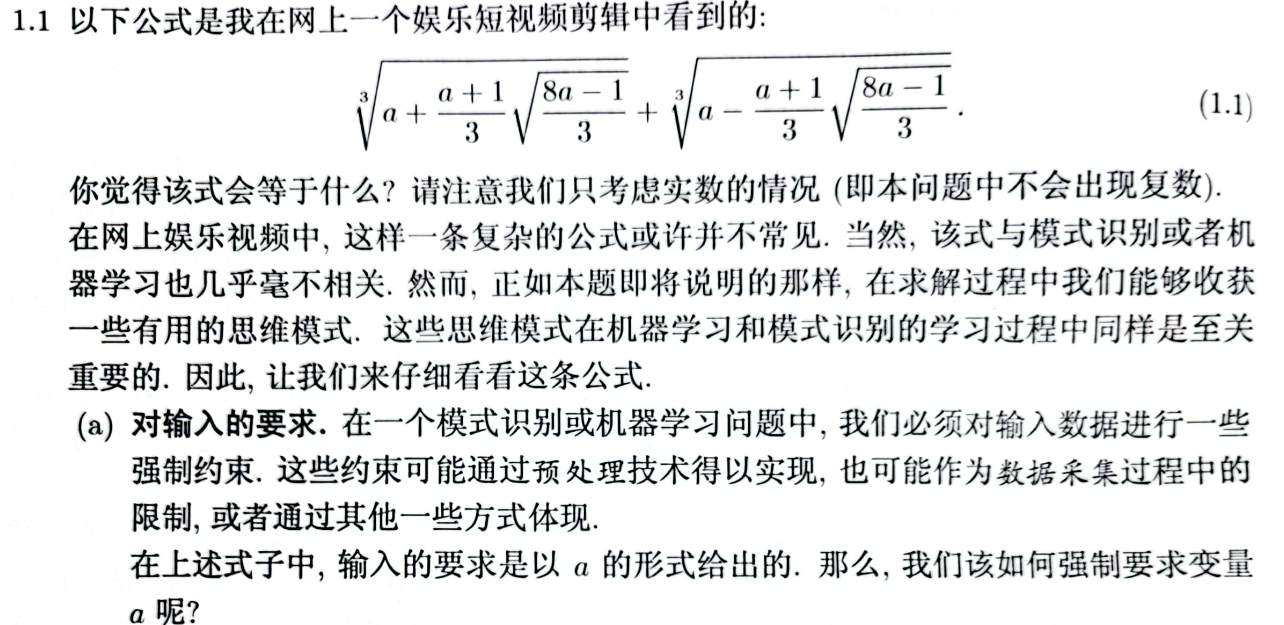 1.1 以下公式是我在网上一个娱乐短视频剪辑中看到的:
\sqrt[3]{a + \frac{a+1}{3}\sqrt{\frac{8a-1}{3}}} + \sqrt[3]{a - \frac{a+1}{3}\sqrt{\frac{8a-1}{3}}}. (1.1)
你觉得该式会等于什么? 请注意我们只考虑实数的情况 (即本问题中不会出现复数).
在网上娱乐视频中, 这样一条复杂的公式或许并不常见. 当然, 该式与模式识别或者机
器学习也几乎毫不相关. 然而, 正如本题即将说明的那样, 在求解过程中我们能够收获
一些有用的思维模式. 这些思维模式在机器学习和模式识别的学习过程中同样是至关
重要的. 因此, 让我们来仔细看看这条公式.
(a) 对输入的要求. 在一个模式识别或机器学习问题中, 我们必须对输入数据进行一些
强制约束. 这些约束可能通过预处理技术得以实现, 也可能作为数据采集过程中的
限制, 或者通过其他一些方式体现.
在上述式子中, 输入的要求是以 a 的形式给出的. 那么, 我们该如何强制要求变量
a 呢?